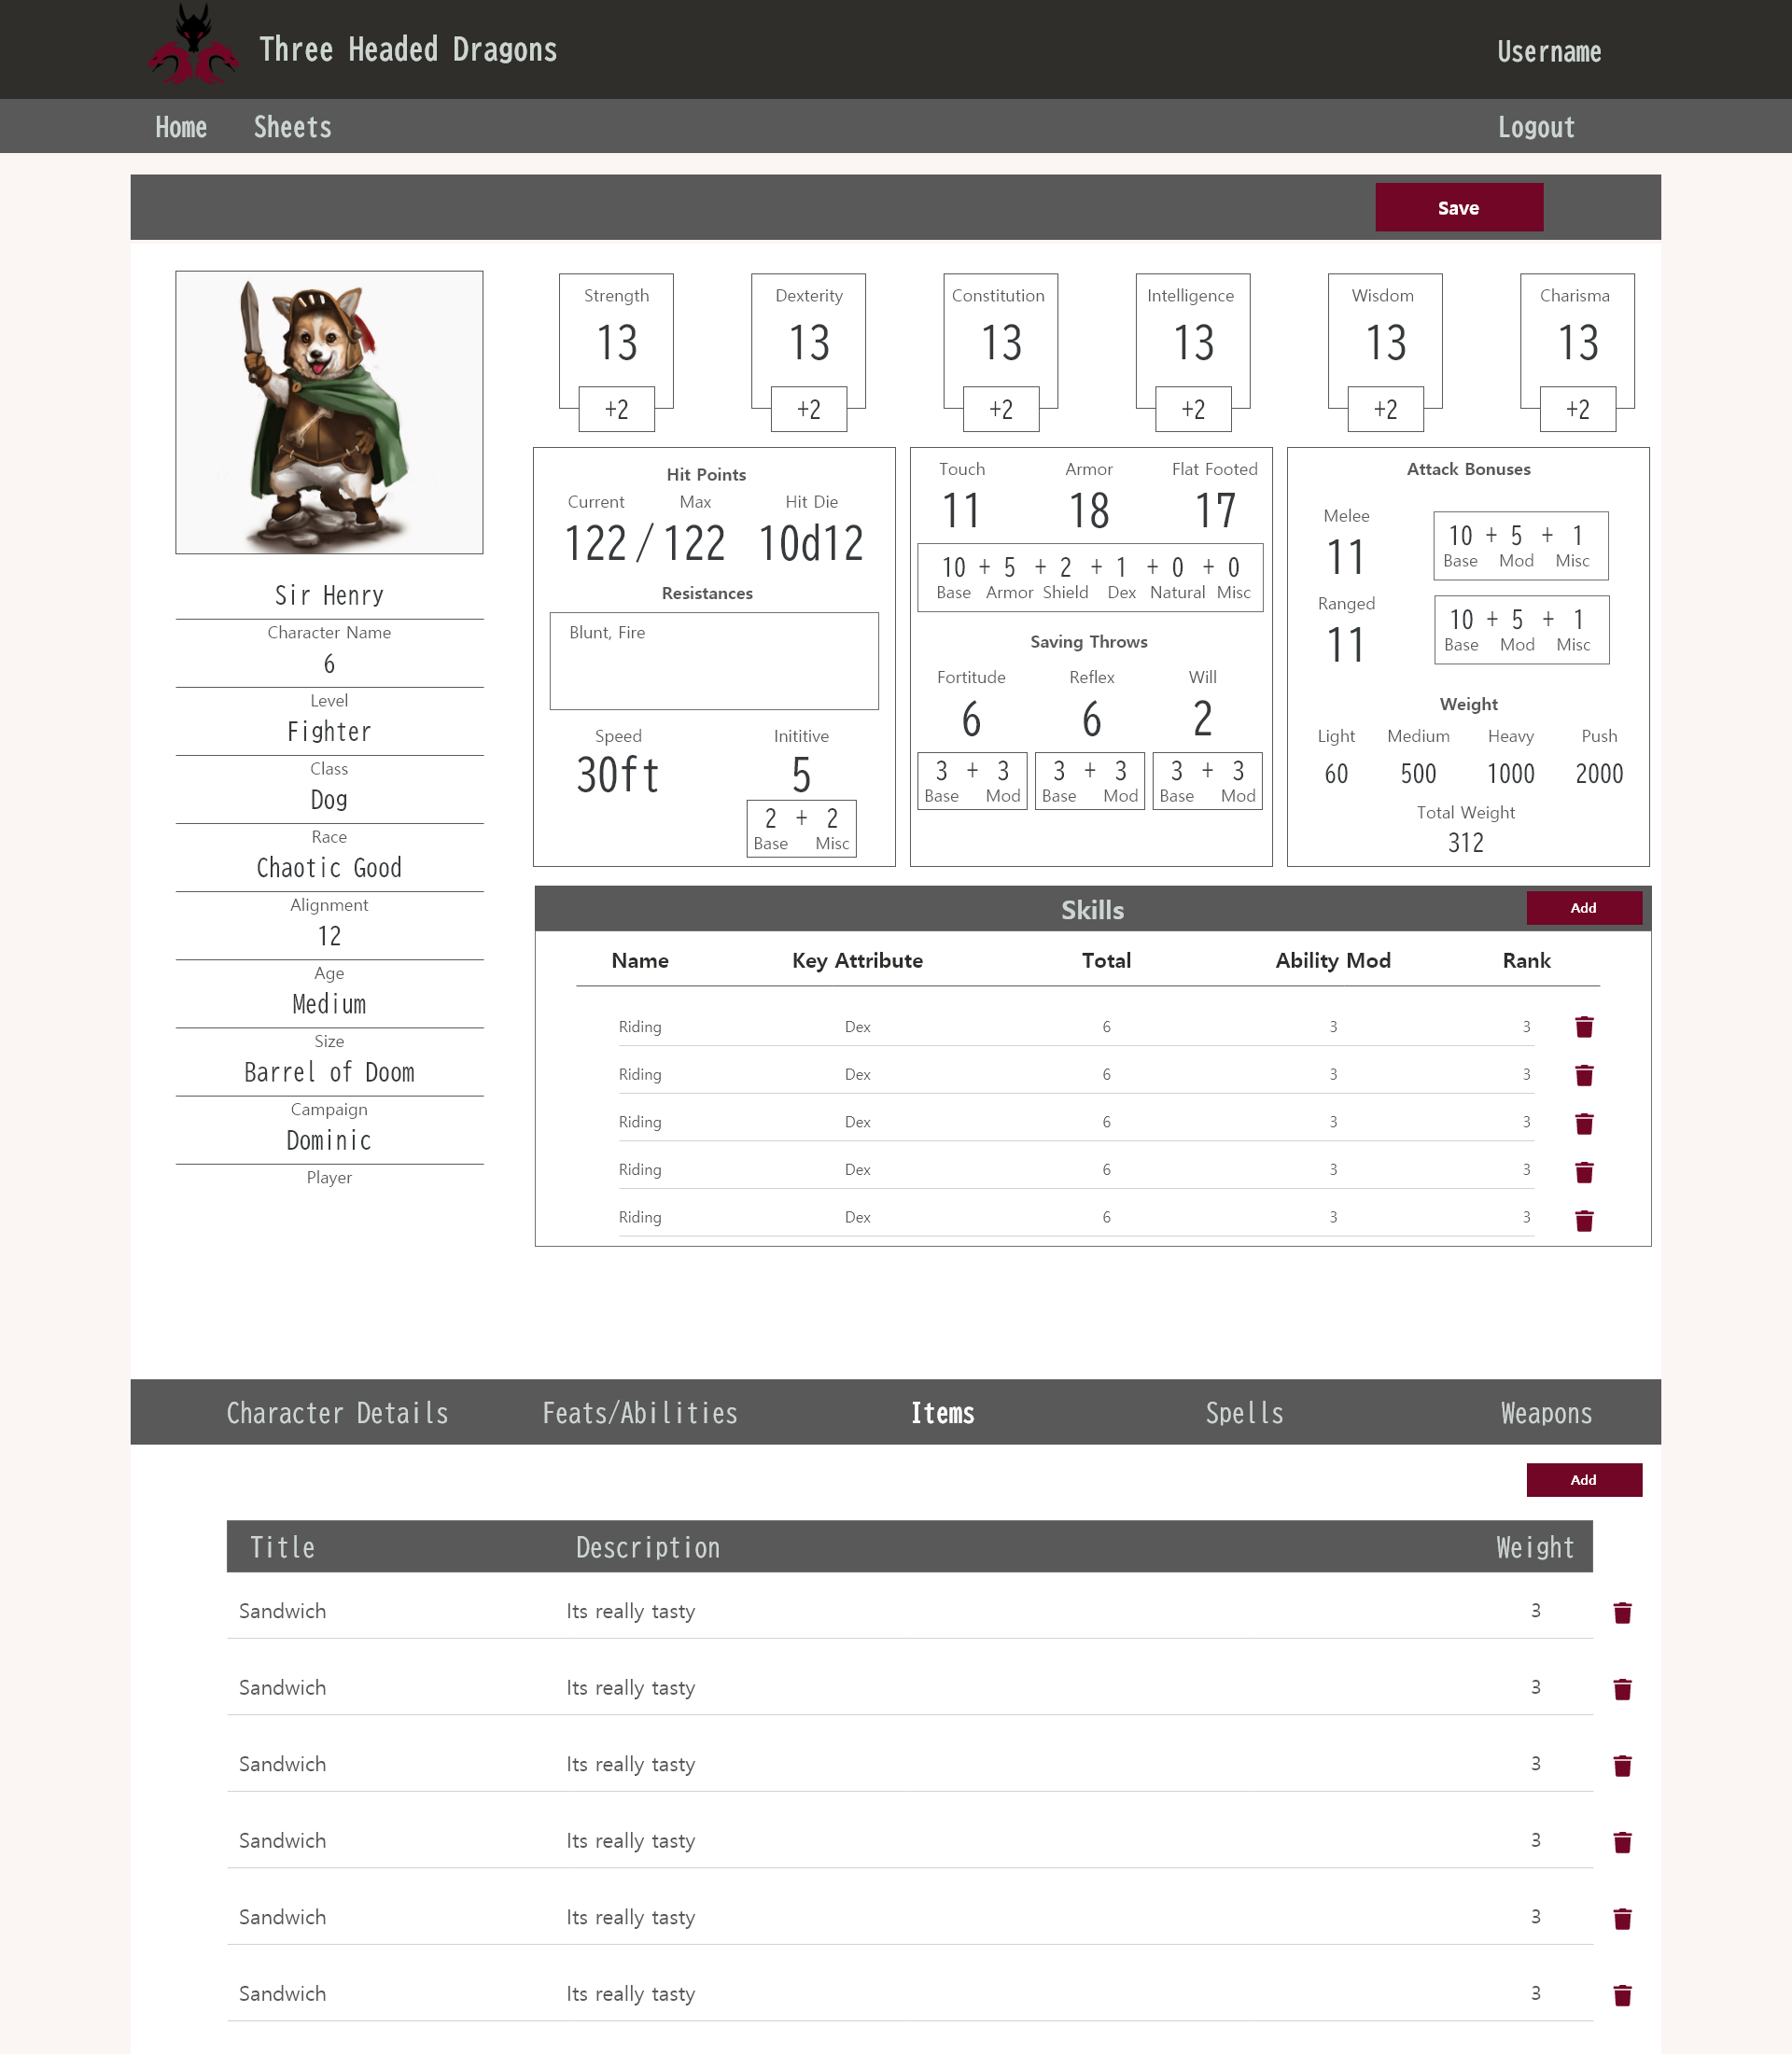 Three Headed Dragons
Username
Home Sheets Logout
Save
Strength Dexterity Constitution Intelligence Wisdom Charisma
13 13 13 13 13 13
+2 +2 +2 +2 +2 +2
Sir Henry
Character Name
6
Level
Fighter
Class
Dog
Race
Chaotic Good
Alignment
12
Age
Medium
Size
Barrel of Doom
Campaign
Dominic
Player
Hit Points
Current Max Hit Die
122 / 122 10d12
Resistances
Blunt, Fire
Speed Inititive
30ft 5
2 + 2
Base Misc
Touch Armor Flat Footed
11 18 17
10 + 5 + 2 + 1 + 0 + 0
Base Armor Shield Dex Natural Misc
Saving Throws
Fortitude Reflex Will
6 6 2
3 + 3 3 + 3 3 + 3
Base Mod Base Mod Base Mod
Attack Bonuses
Melee
11
10 + 5 + 1
Base Mod Misc
Ranged
11
10 + 5 + 1
Base Mod Misc
Weight
Light Medium Heavy Push
60 500 1000 2000
Total Weight
312
Skills Add
Name Key Attribute Total Ability Mod Rank
Riding Dex 6 3 3
Riding Dex 6 3 3
Riding Dex 6 3 3
Riding Dex 6 3 3
Riding Dex 6 3 3
Character Details Feats/Abilities Items Spells Weapons
Add
Title Description Weight
Sandwich Its really tasty 3
Sandwich Its really tasty 3
Sandwich Its really tasty 3
Sandwich Its really tasty 3
Sandwich Its really tasty 3
Sandwich Its really tasty 3